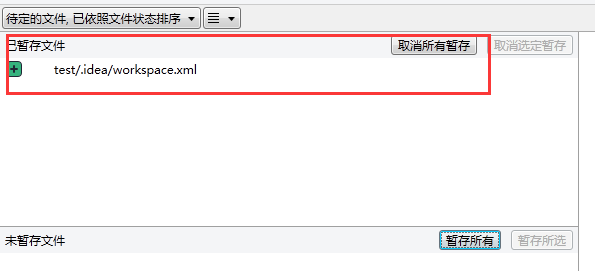 待定的文件, 已依照文件状态排序
已暂存文件 取消所有暂存 取消选定暂存
test/.idea/workspace.xml
未暂存文件 暂存所有 暂存所选